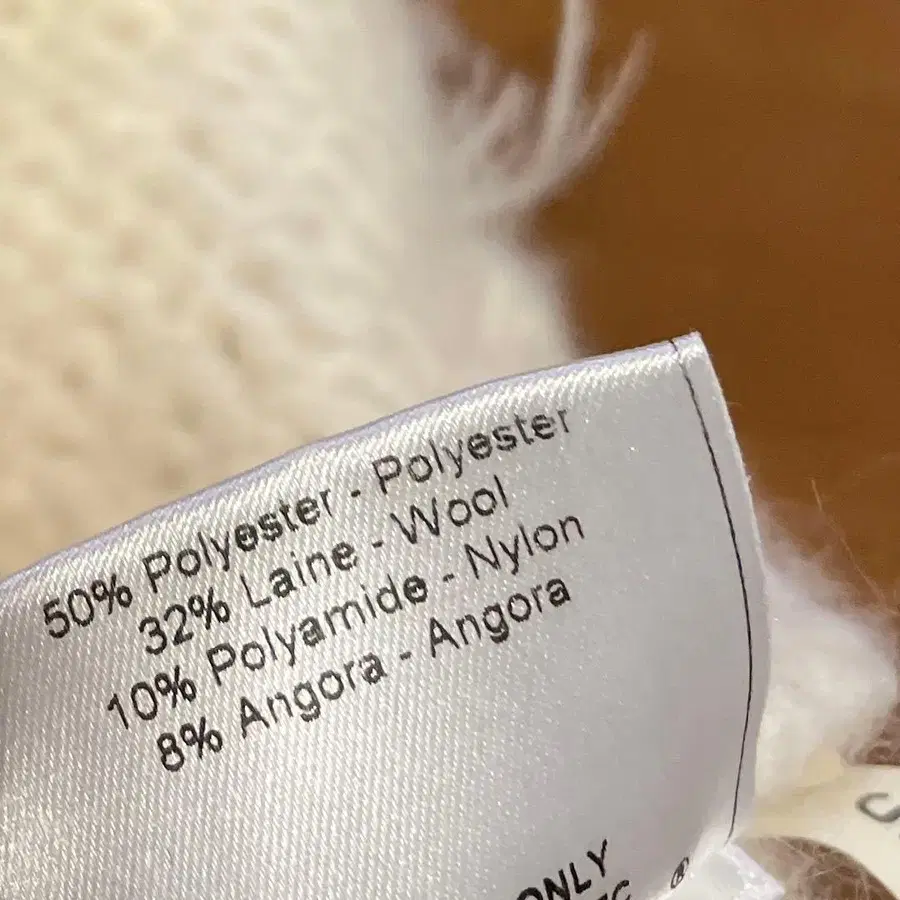 50% Polyester - Polyester
32% Laine - Wool
10% Polyamide - Nylon
8% Angora - Angora
ONLY
®